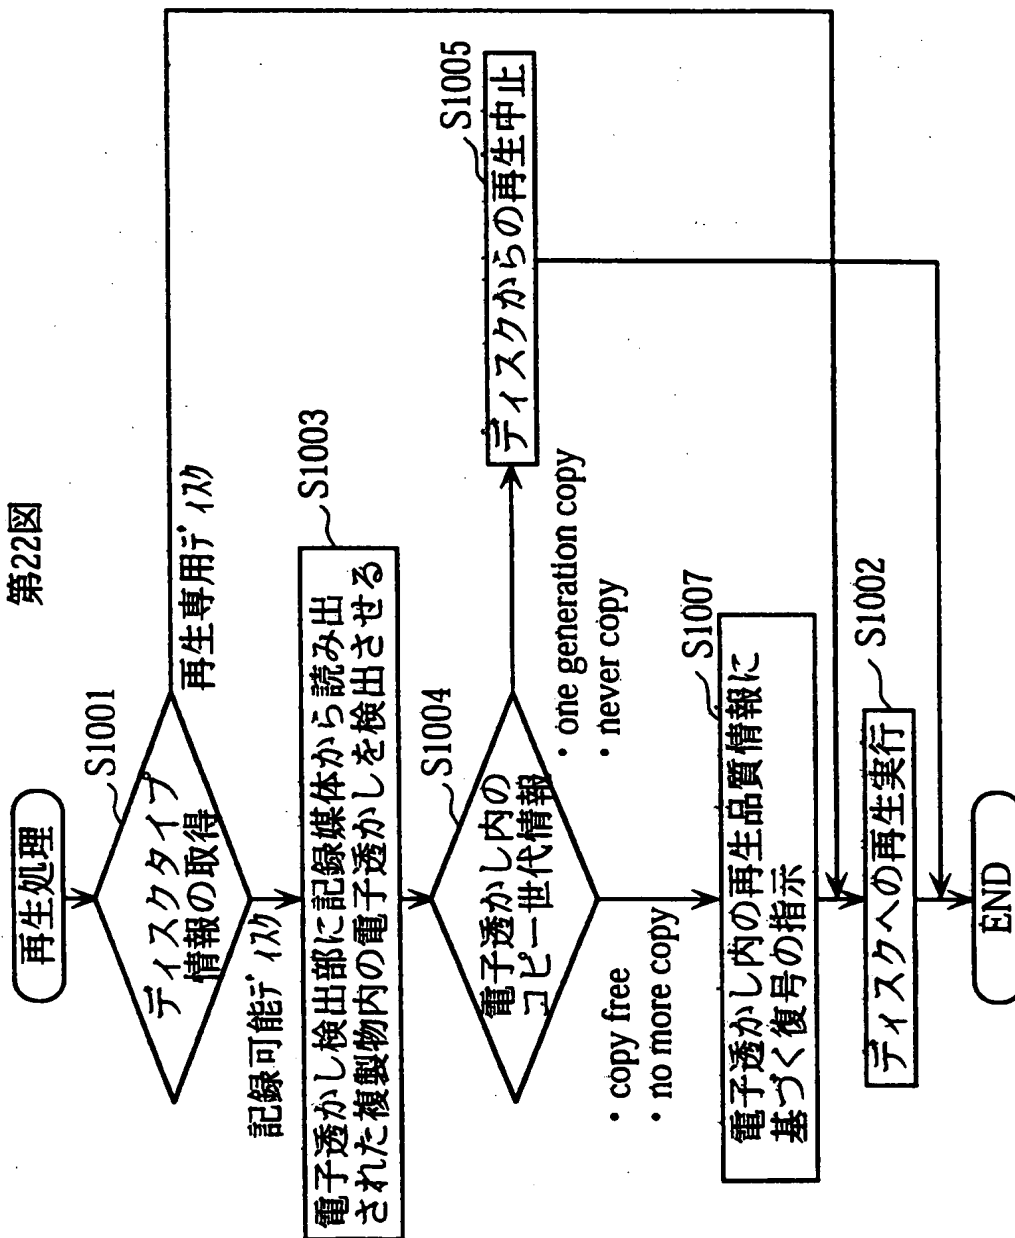 第22図
再生処理
S1001
ディスクタイプ
情報の取得
再生専用ディスク
記録可能ディスク
S1003
電子透かし検出部に記録媒体から読み出
された複製物内の電子透かしを検出させる
S1004
電子透かし内の
コピー世代情報
・one generation copy
・never copy
S1005
ディスクからの再生中止
・copy free
・no more copy
S1007
電子透かし内の再生品質情報に
基づく復号の指示
S1002
ディスクへの再生実行
END